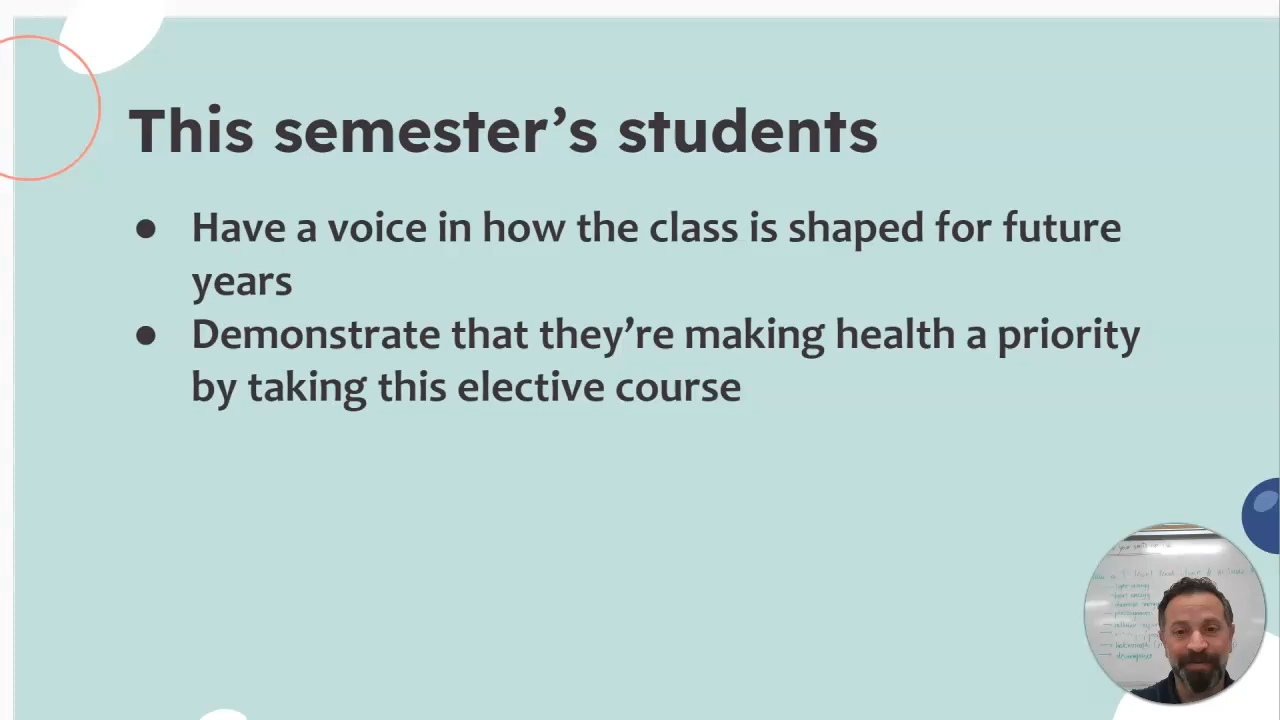 This semester’s students
● Have a voice in how the class is shaped for future
years
● Demonstrate that they’re making health a priority
by taking this elective course